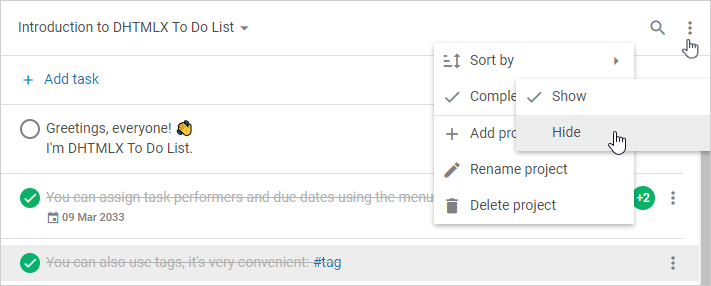 Introduction to DHTMLX To Do List
Add task
Greetings, everyone! 👏
I'm DHTMLX To Do List.
You can assign task performers and due dates using the menu
09 Mar 2033
+2
You can also use tags, it's very convenient: #tag
Sort by
Comple
Show
Hide
Add pro
Rename project
Delete project